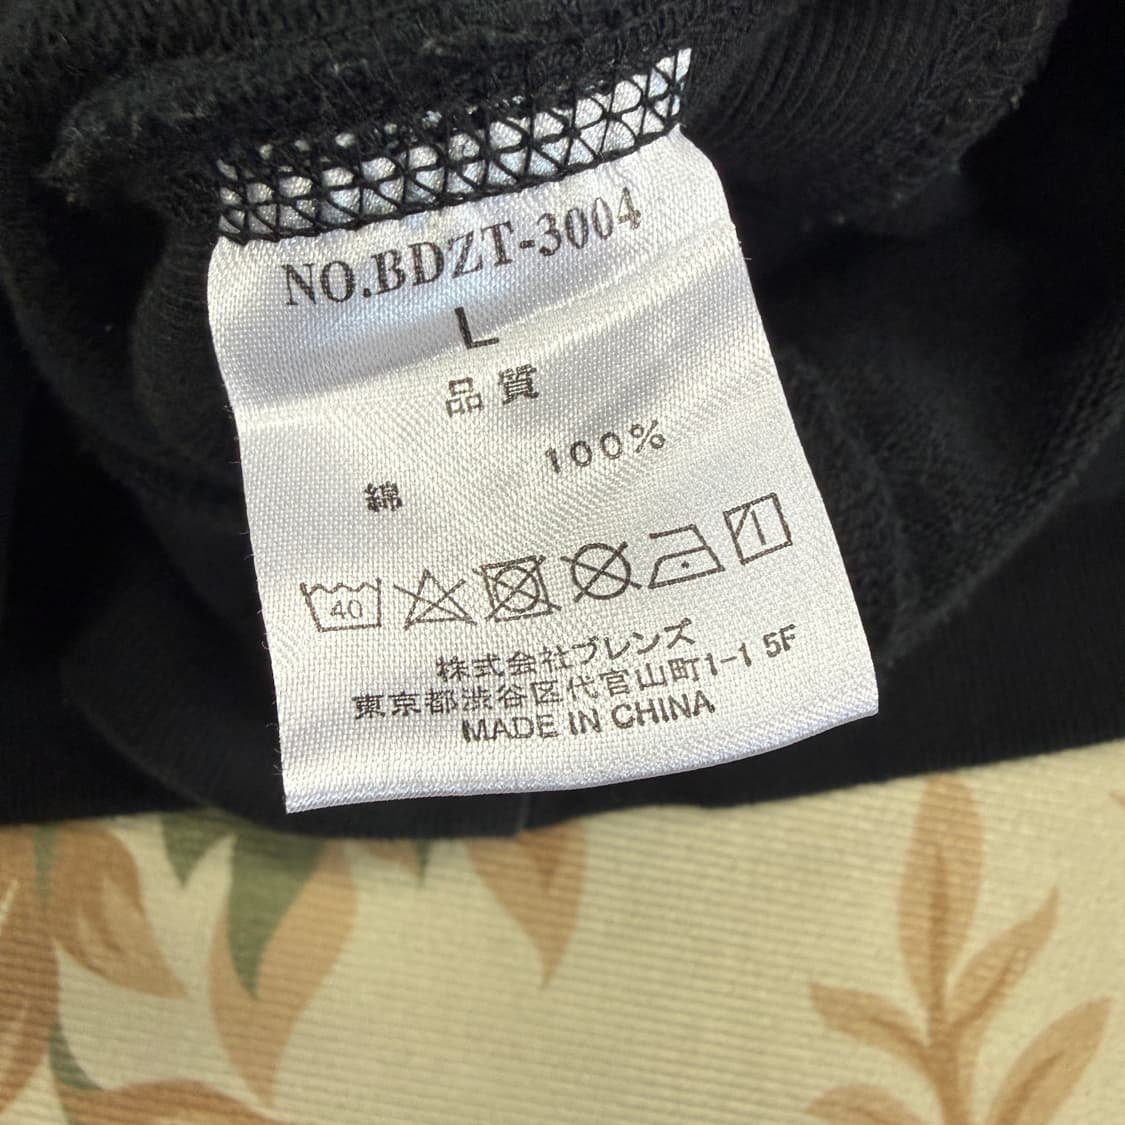 NO.BDZT-3004
L
品質
綿 100%
40
株式会社ブレンズ
東京都渋谷区代官山町1-1 5F
MADE IN CHINA